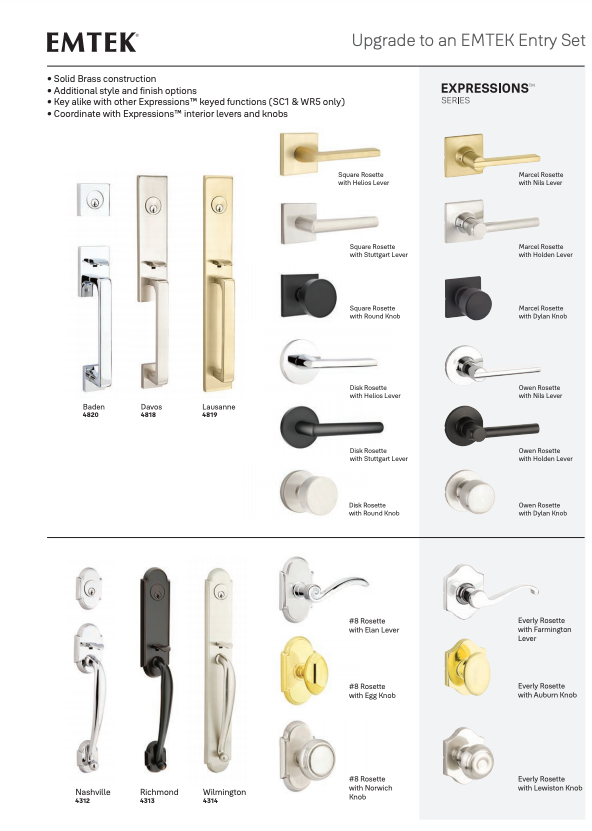 EMTEK®
Upgrade to an EMTEK Entry Set
• Solid Brass construction
• Additional style and finish options
• Key alike with other Expressions™ keyed functions (SC1 & WR5 only)
• Coordinate with Expressions™ interior levers and knobs
EXPRESSIONS™
SERIES
Square Rosette
with Helios Lever
Marcel Rosette
with Nils Lever
Square Rosette
with Stuttgart Lever
Marcel Rosette
with Holden Lever
Square Rosette
with Round Knob
Marcel Rosette
with Dylan Knob
Disk Rosette
with Helios Lever
Owen Rosette
with Nils Lever
Baden
4820
Davos
4818
Lausanne
4819
Disk Rosette
with Stuttgart Lever
Owen Rosette
with Holden Lever
Disk Rosette
with Round Knob
Owen Rosette
with Dylan Knob
#8 Rosette
with Elan Lever
Everly Rosette
with Farmington
Lever
#8 Rosette
with Egg Knob
Everly Rosette
with Auburn Knob
#8 Rosette
with Norwich
Knob
Everly Rosette
with Lewiston Knob
Nashville
4312
Richmond
4313
Wilmington
4314